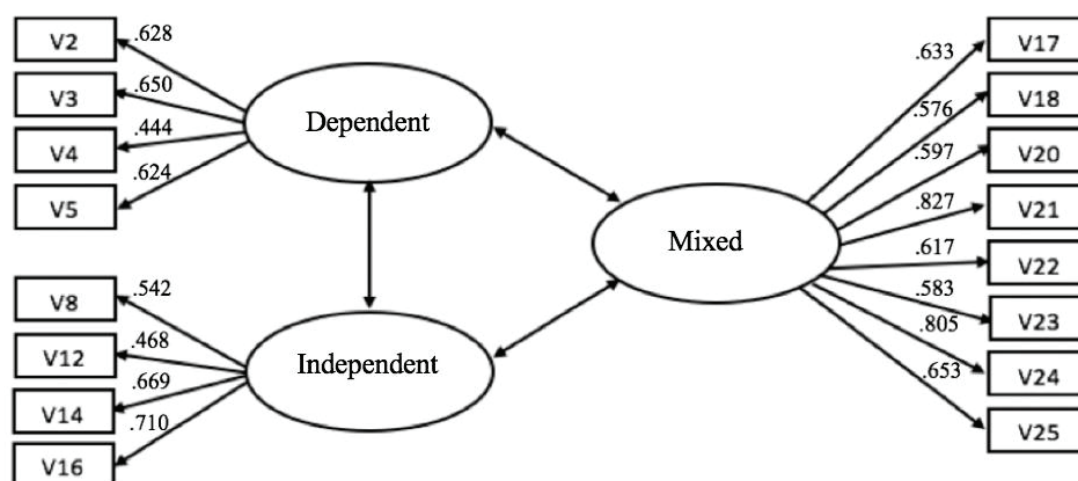 V2
.628
V3
.650
V4
.444
V5
.624
Dependent
V8
.542
V12
.468
V14
.669
V16
.710
Independent
Mixed
.633
V17
.576
V18
.597
V20
.827
V21
.617
V22
.583
V23
.805
V24
.653
V25